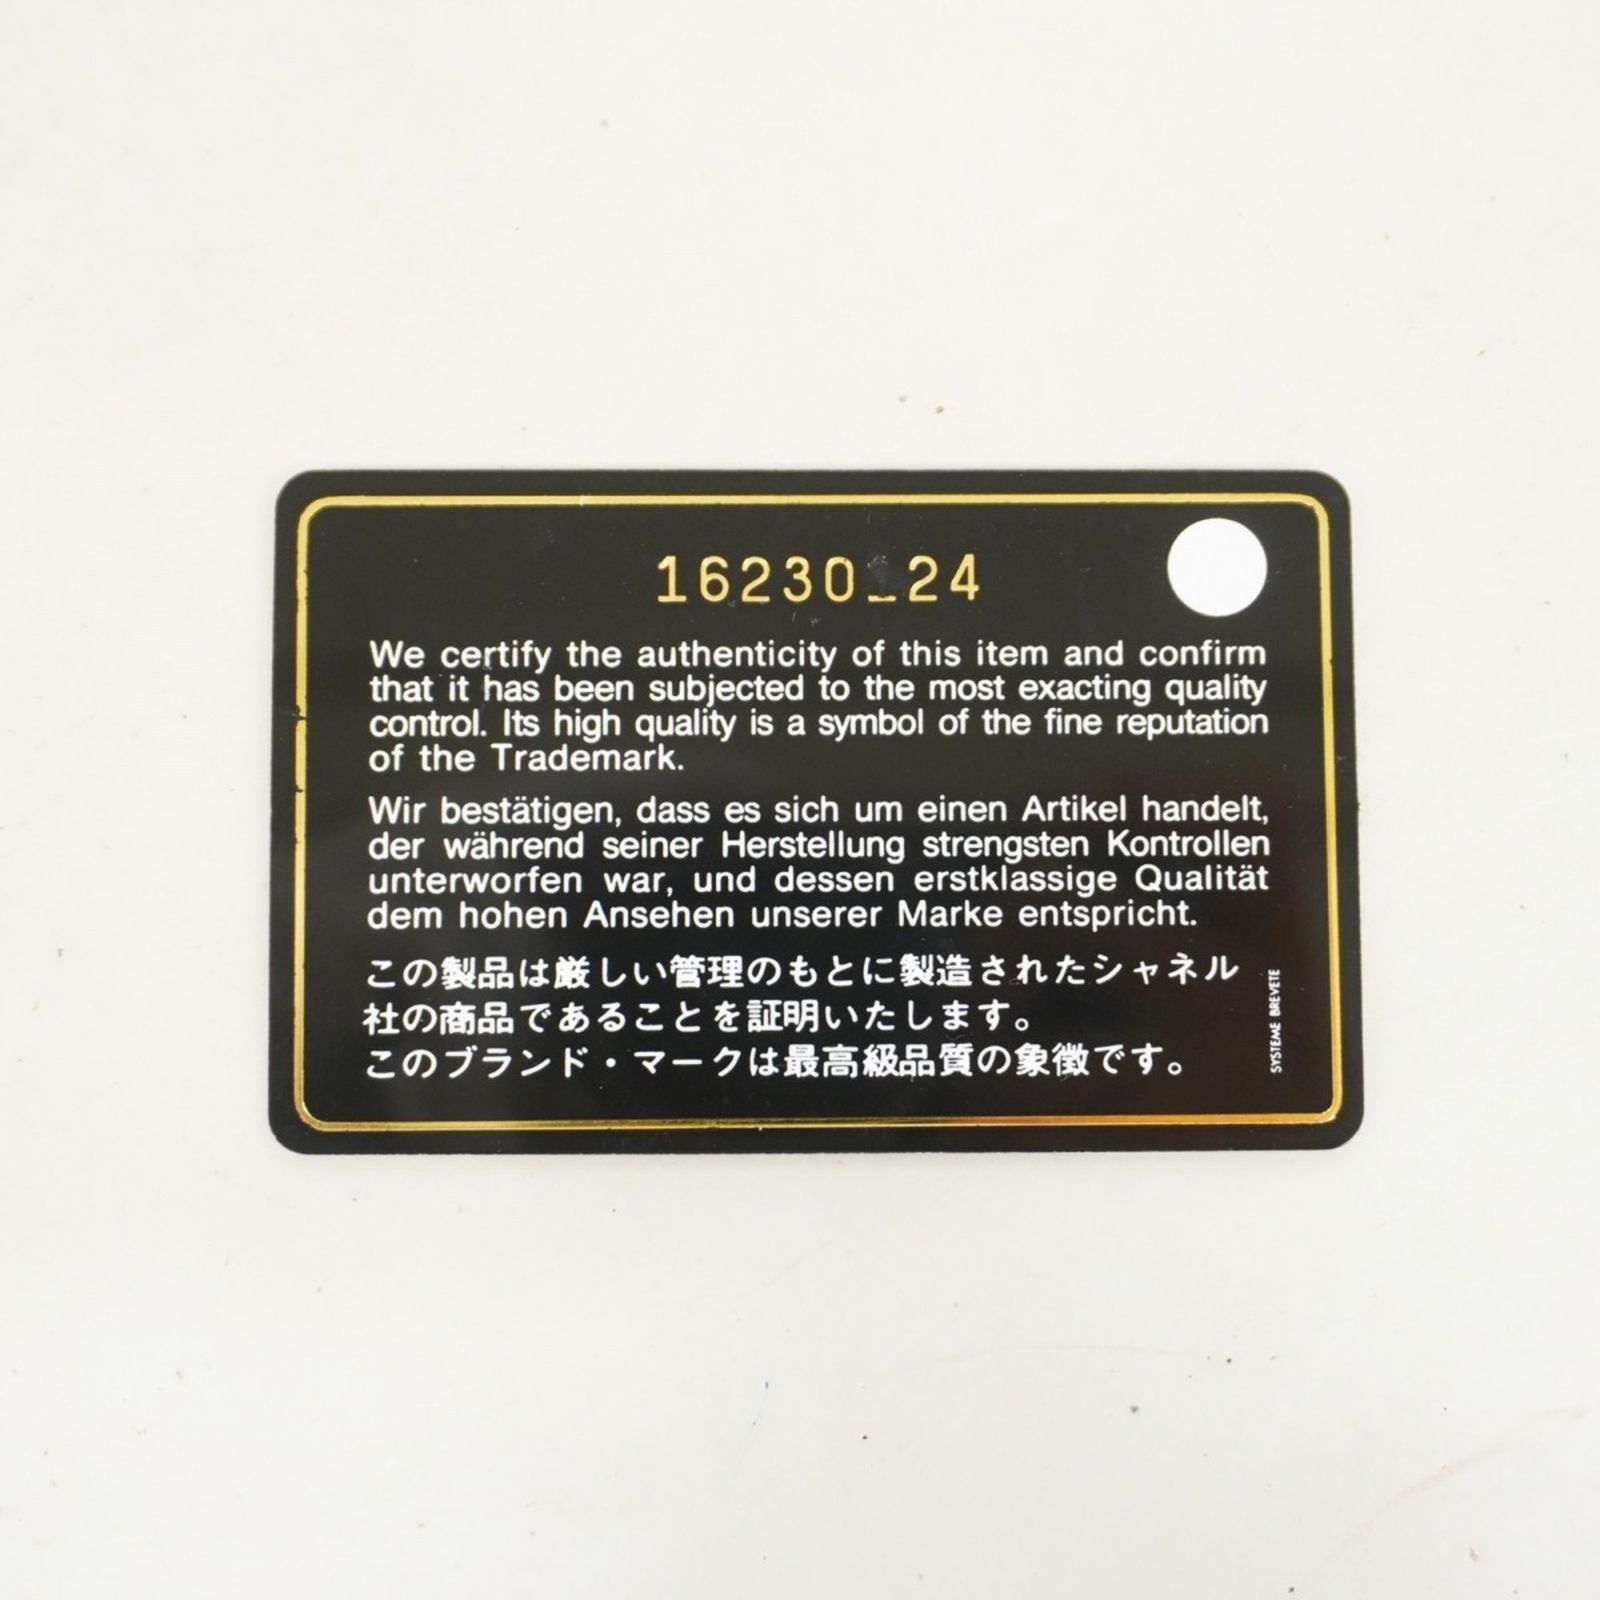 16230_24
We certify the authenticity of this item and confirm
that it has been subjected to the most exacting quality
control. Its high quality is a symbol of the fine reputation
of the Trademark.
Wir bestätigen, dass es sich um einen Artikel handelt,
der während seiner Herstellung strengsten Kontrollen
unterworfen war, und dessen erstklassige Qualität
dem hohen Ansehen unserer Marke entspricht.
この製品は厳しい管理のもとに製造されたシャネル
社の商品であることを証明いたします。
このブランド・マークは最高級品質の象徴です。
SYSTEME BREVETE